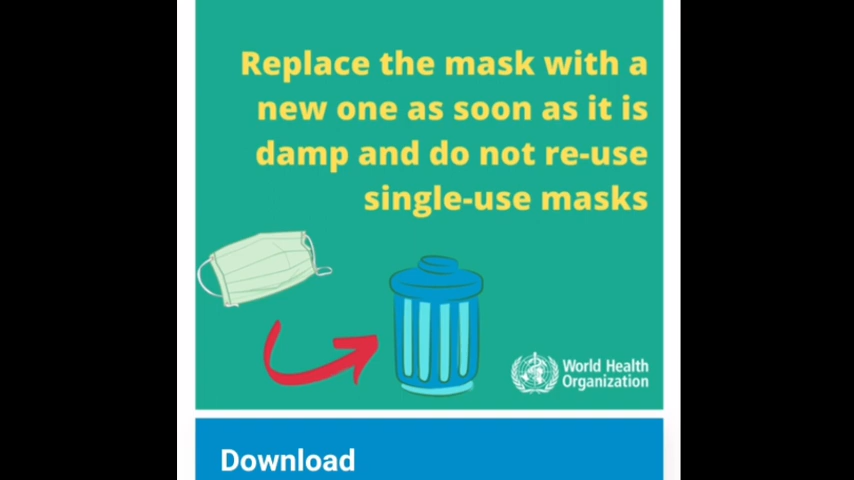 Replace the mask with a
new one as soon as it is
damp and do not re-use
single-use masks
World Health
Organization
Download